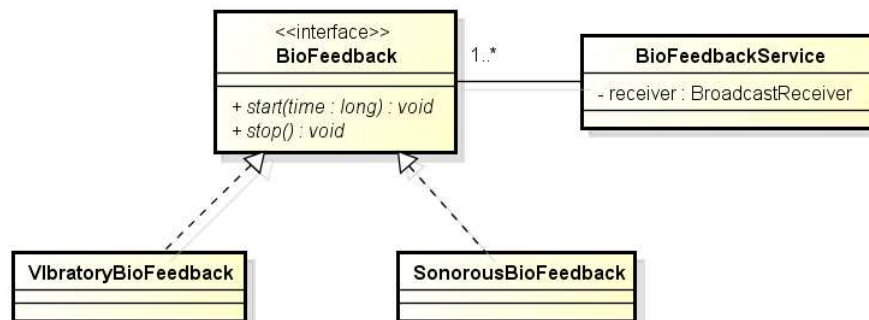 <<interface>>
BioFeedback
+ start(time : long) : void
+ stop() : void
1..*
BioFeedbackService
- receiver : BroadcastReceiver
VIbratoryBioFeedback
SonorousBioFeedback